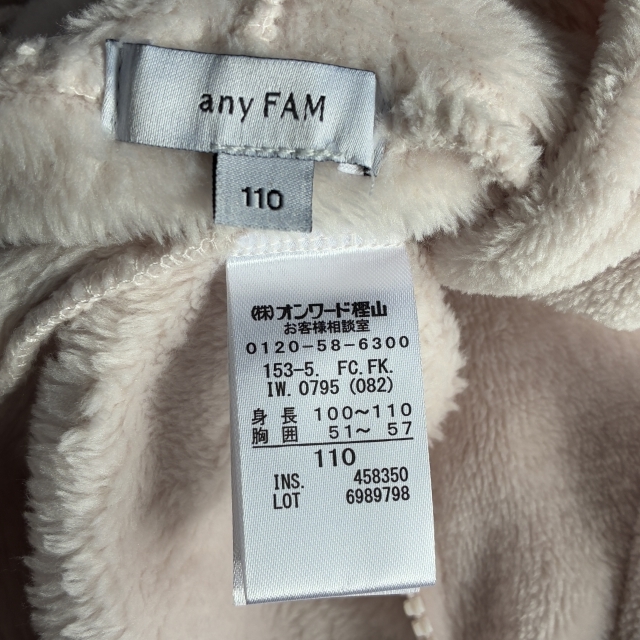 any FAM
110
(株)オンワード樫山
お客様相談室
0120-58-6300
153-5. FC.FK.
IW. 0795 (082)
身長 100~110
胸囲 51~ 57
110
INS. 458350
LOT 6989798